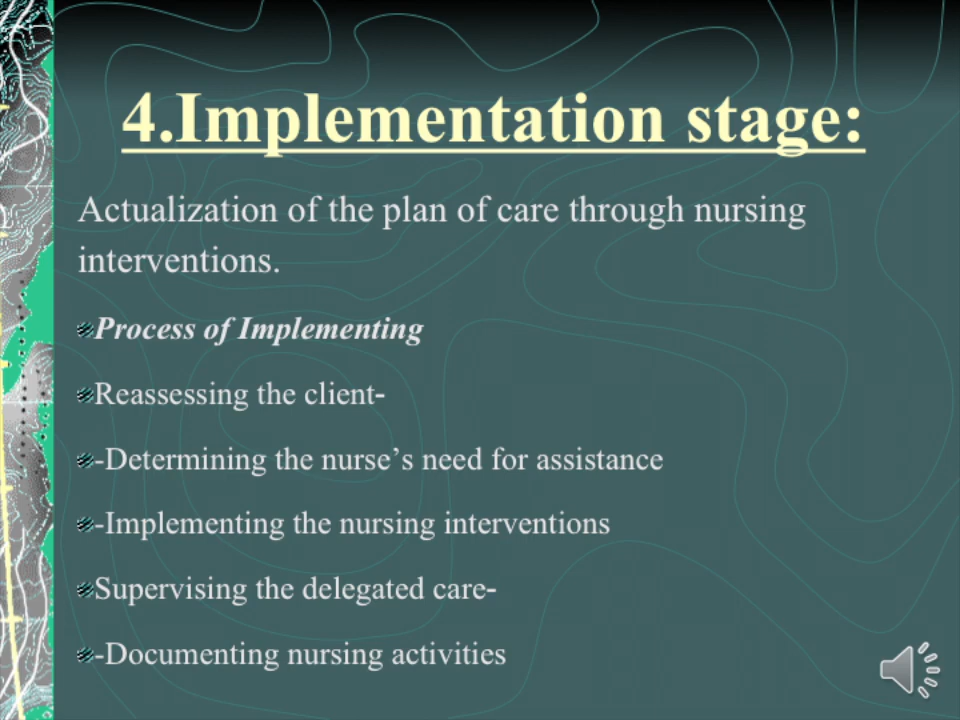 4.Implementation stage:
Actualization of the plan of care through nursing
interventions.
Process of Implementing
Reassessing the client-
-Determining the nurse’s need for assistance
-Implementing the nursing interventions
Supervising the delegated care-
-Documenting nursing activities